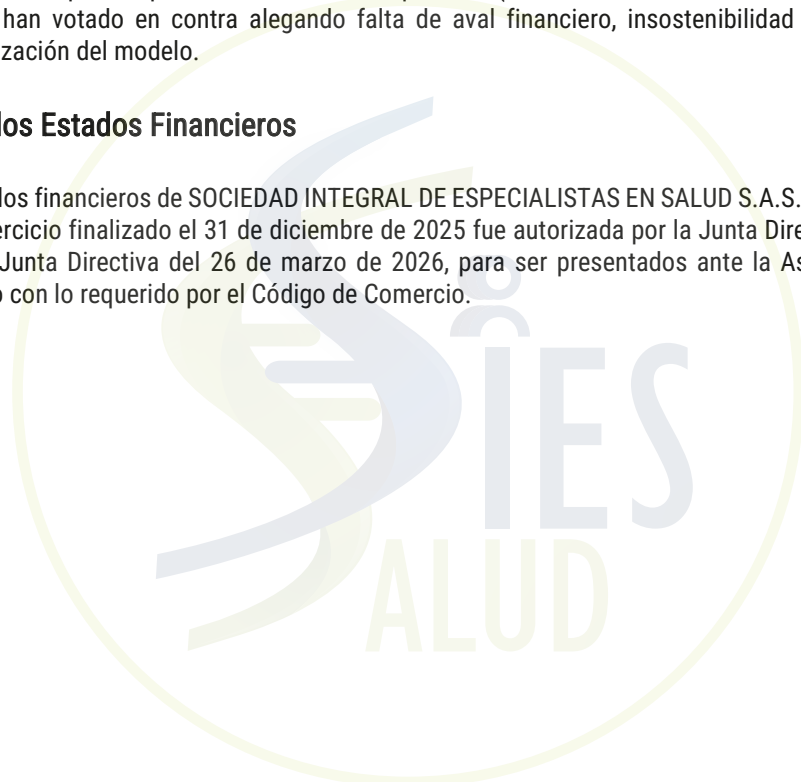 han votado en contra alegando falta de aval financiero, insostenibilidad
zación del modelo.
los Estados Financieros
los financieros de SOCIEDAD INTEGRAL DE ESPECIALISTAS EN SALUD S.A.S.
ercicio finalizado el 31 de diciembre de 2025 fue autorizada por la Junta Dire
Junta Directiva del 26 de marzo de 2026, para ser presentados ante la As
o con lo requerido por el Código de Comercio.
SIES
SALUD